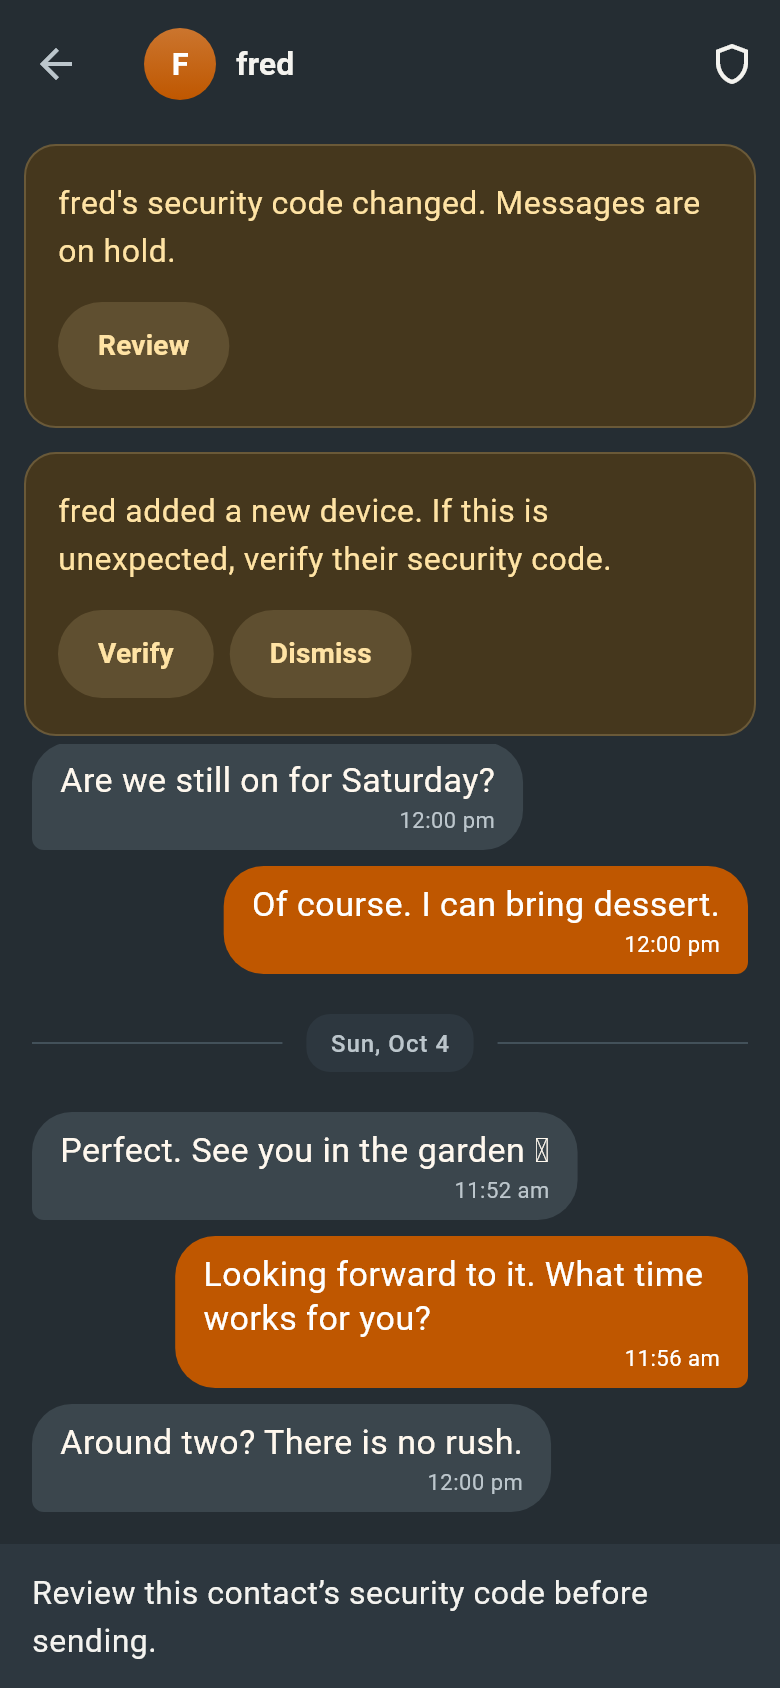 F
fred
fred's security code changed. Messages are
on hold.
Review
fred added a new device. If this is
unexpected, verify their security code.
Verify
Dismiss
Are we still on for Saturday?
12:00 pm
Of course. I can bring dessert.
12:00 pm
Sun, Oct 4
Perfect. See you in the garden
11:52 am
Looking forward to it. What time
works for you?
11:56 am
Around two? There is no rush.
12:00 pm
Review this contact’s security code before
sending.